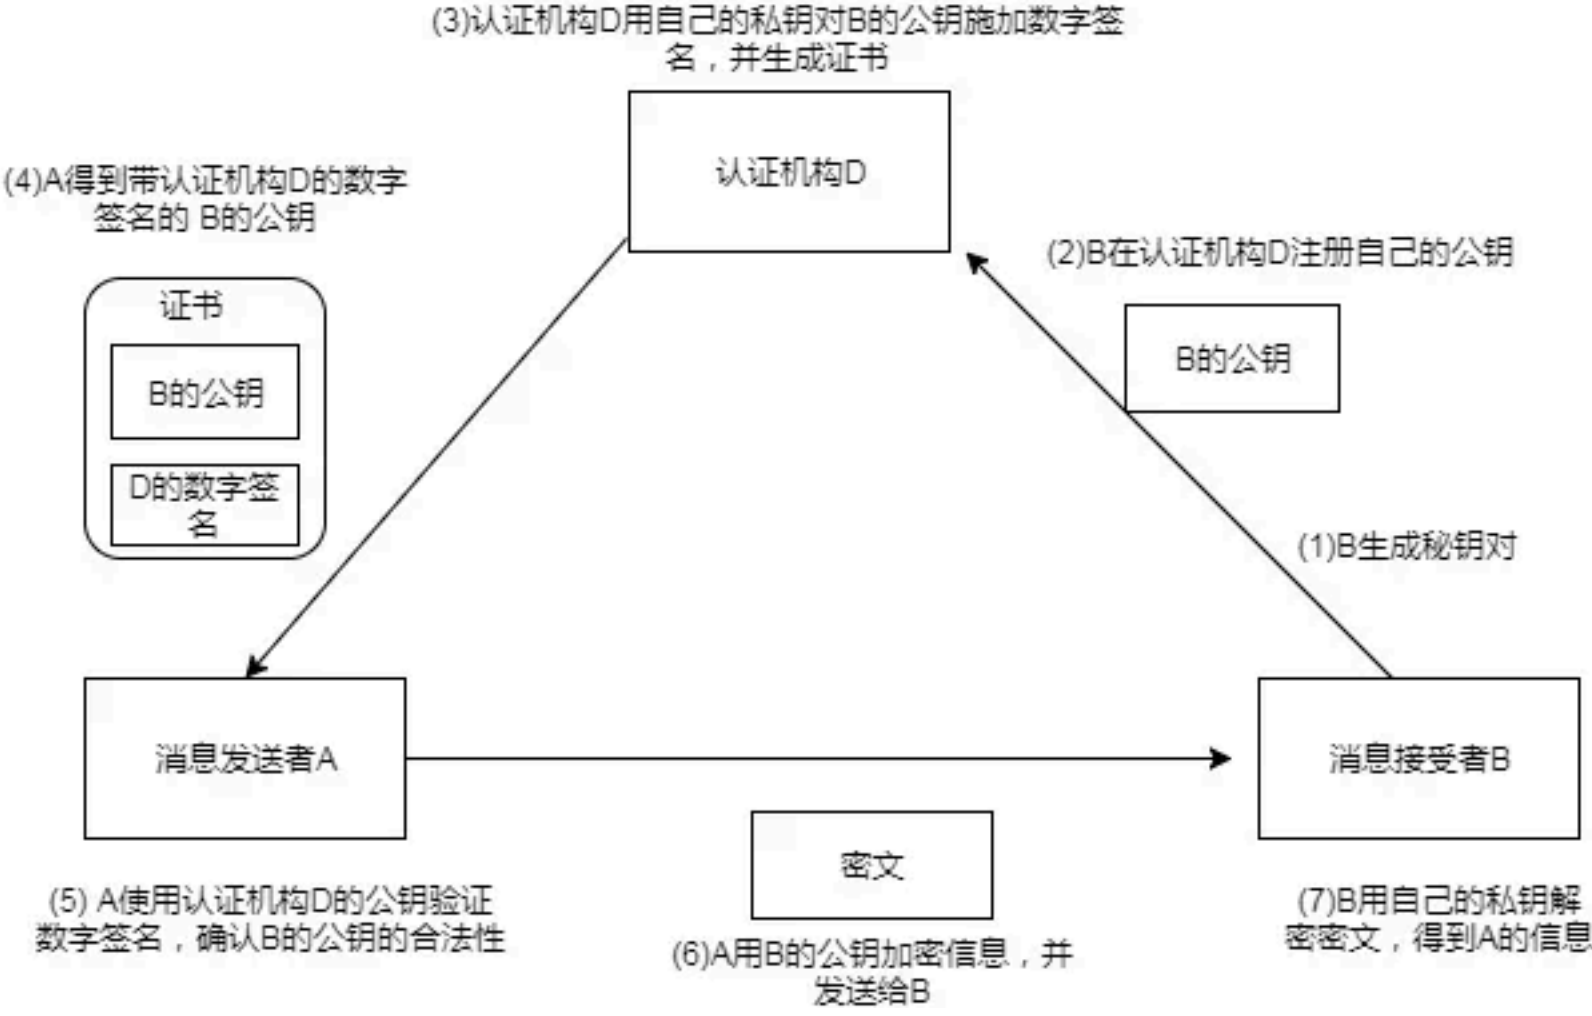 (3)认证机构D用自己的私钥对B的公钥施加数字签
名，并生成证书
认证机构D
(4)A得到带认证机构D的数字
签名的 B的公钥
(2)B在认证机构D注册自己的公钥
证书
B的公钥
B的公钥
D的数字签
名
(1)B生成秘钥对
消息发送者A
消息接受者B
密文
(5) A使用认证机构D的公钥验证
数字签名，确认B的公钥的合法性
(7)B用自己的私钥解
密密文，得到A的信息
(6)A用B的公钥加密信息，并
发送给B